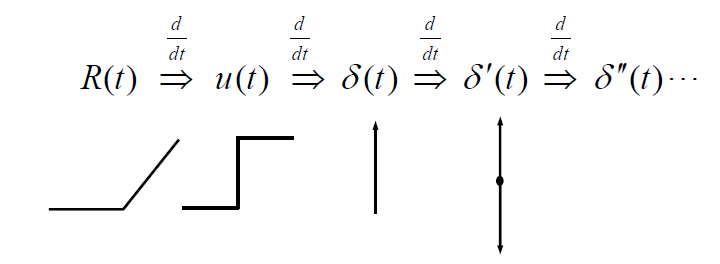 R(t) d/dt ⇒ u(t) d/dt ⇒ δ(t) d/dt ⇒ δ′(t) d/dt ⇒ δ″(t)⋯